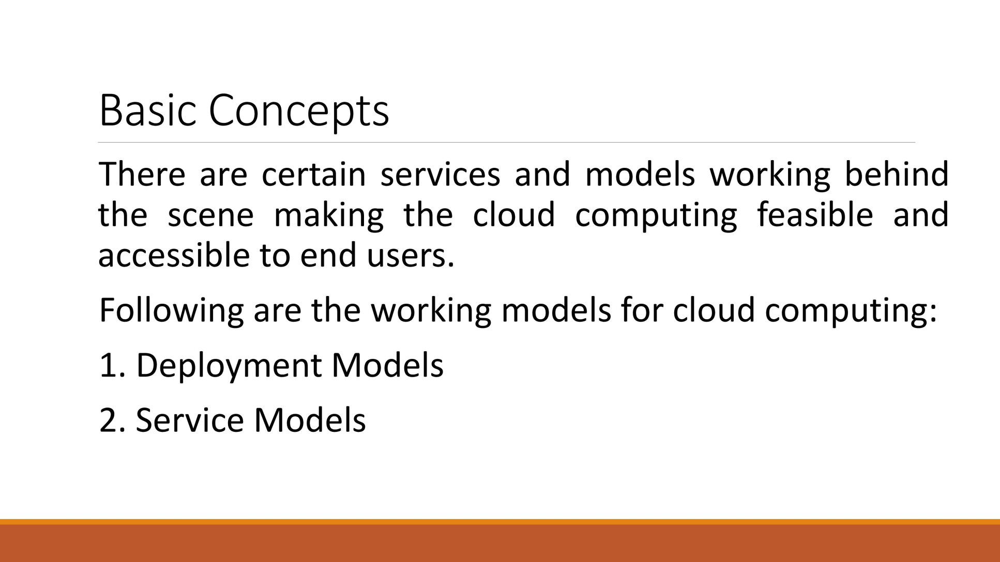 Basic Concepts
There are certain services and models working behind
the scene making the cloud computing feasible and
accessible to end users.
Following are the working models for cloud computing:
1. Deployment Models
2. Service Models